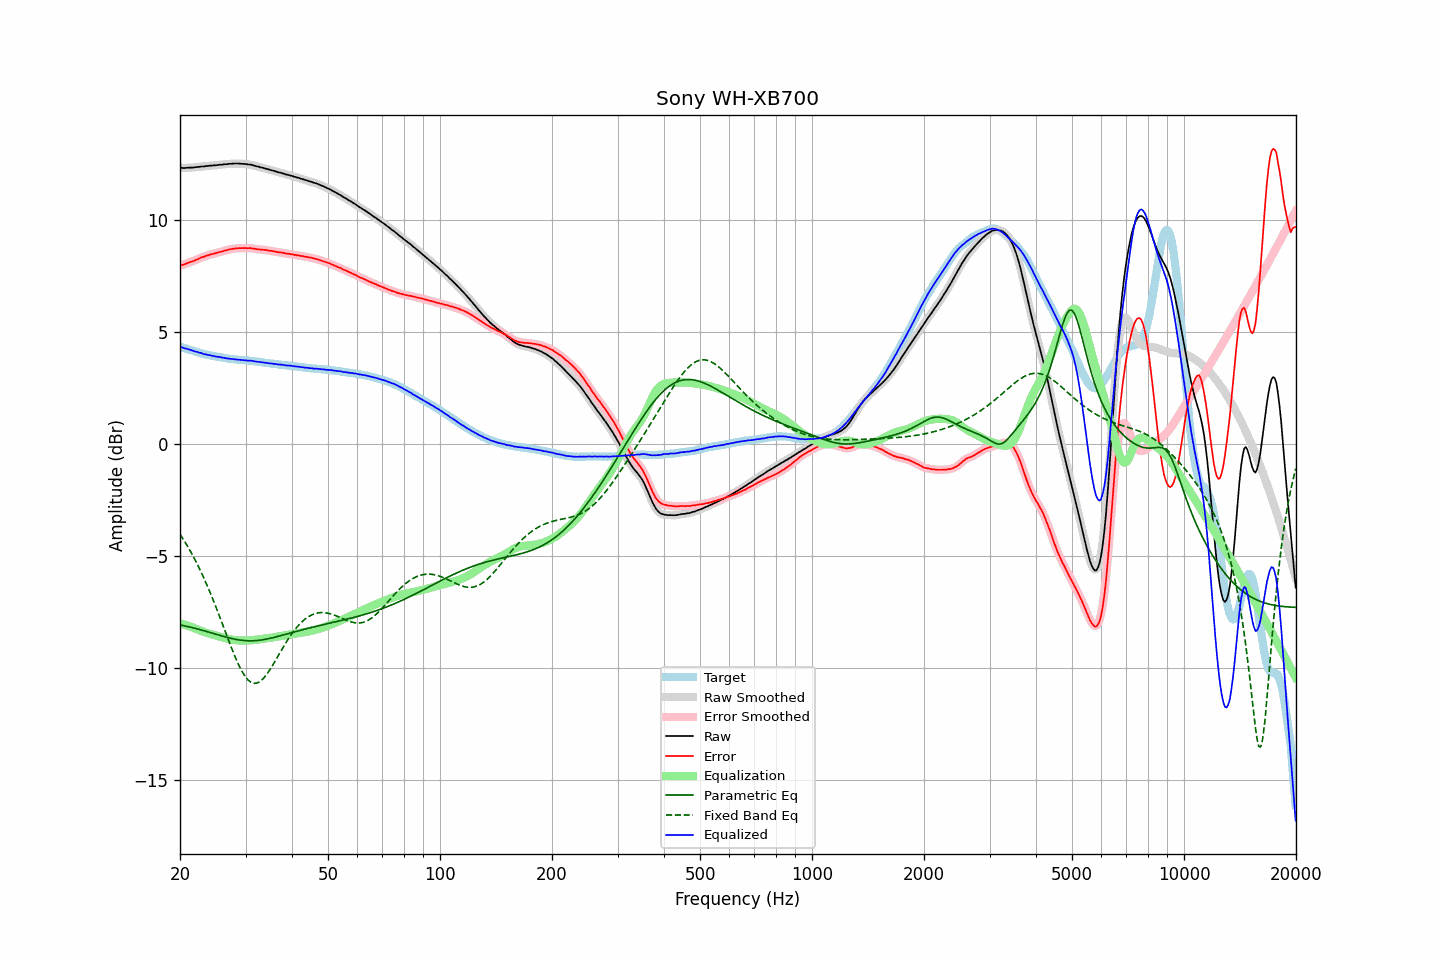 Sony WH-XB700
Amplitude (dBr)
10
5
0
−5
−10
−15
Target
Raw Smoothed
Error Smoothed
Raw
Error
Equalization
Parametric Eq
Fixed Band Eq
Equalized
20 50 100 200 500 1000 2000 5000 10000 20000
Frequency (Hz)